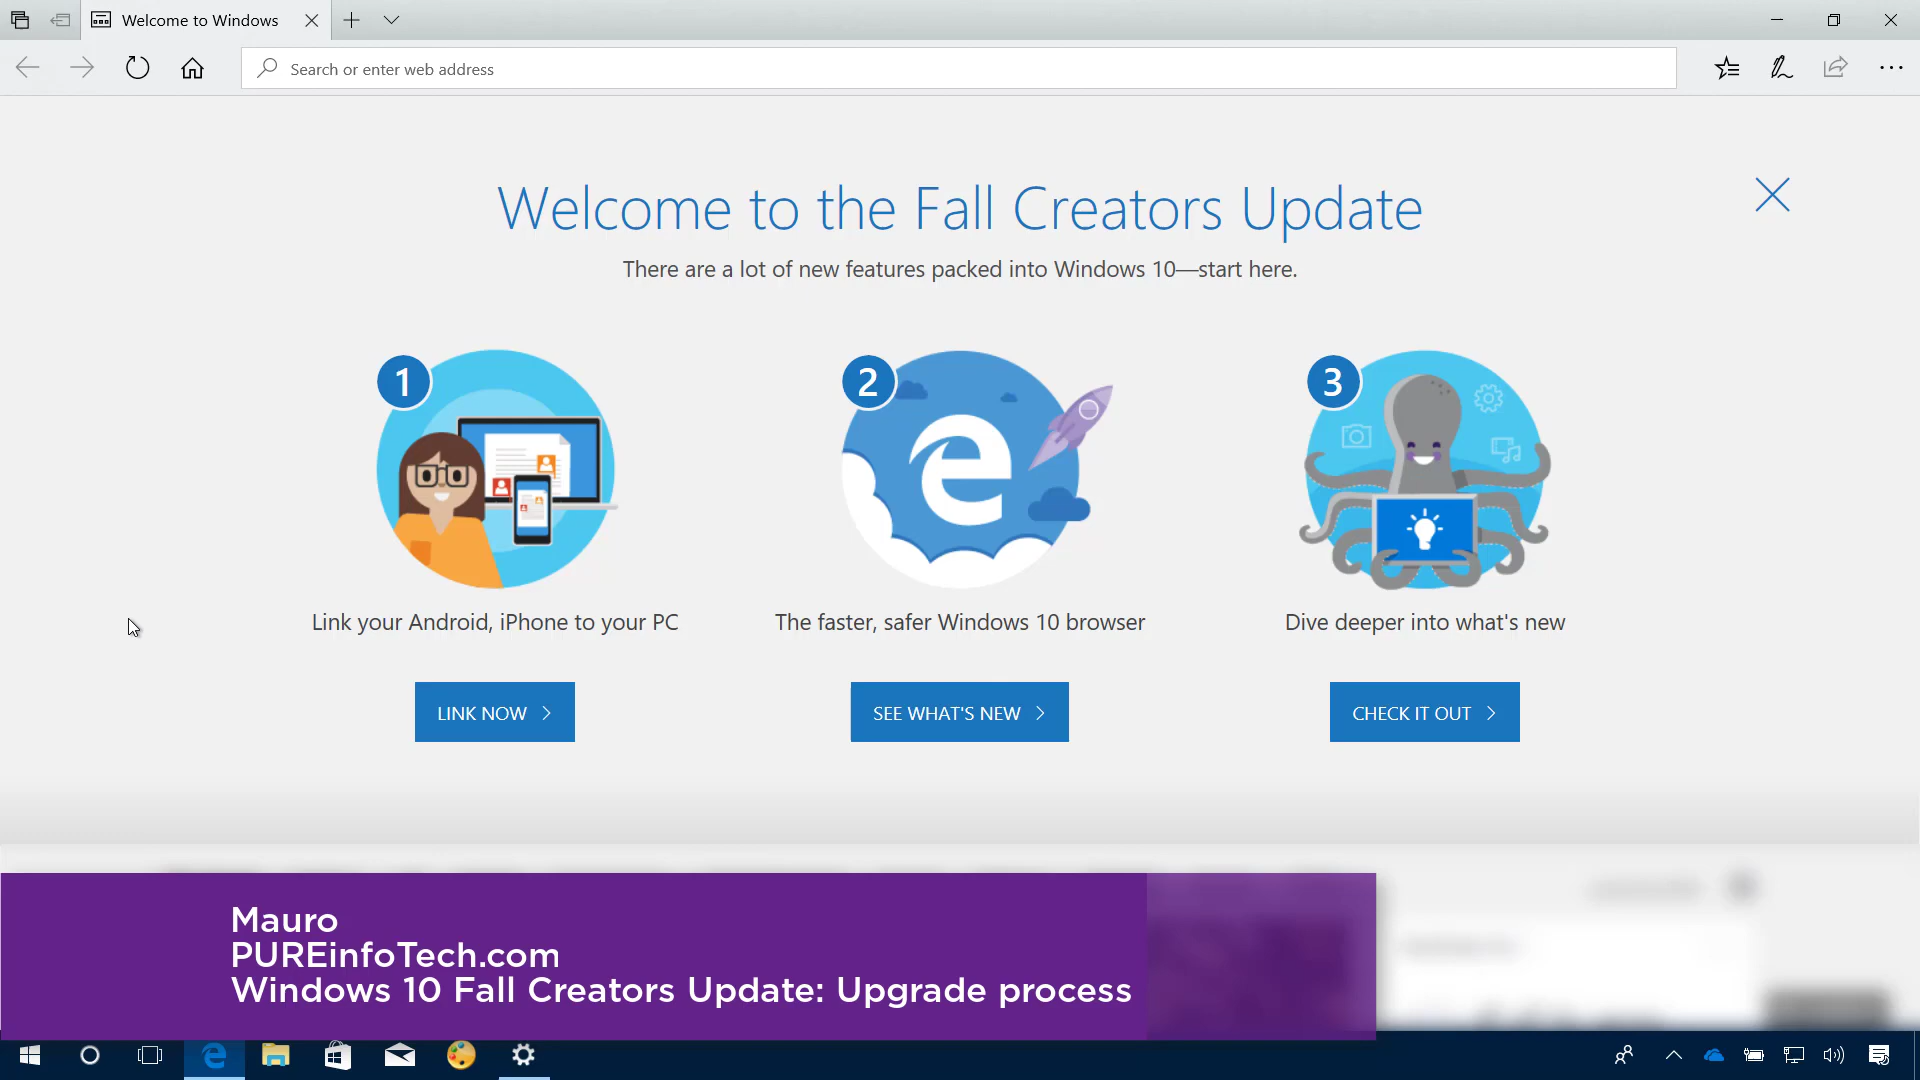 Welcome to Windows
Search or enter web address
Welcome to the Fall Creators Update
There are a lot of new features packed into Windows 10—start here.
1
2
3
Link your Android, iPhone to your PC
The faster, safer Windows 10 browser
Dive deeper into what's new
LINK NOW
SEE WHAT'S NEW
CHECK IT OUT
Mauro
PUREinfoTech.com
Windows 10 Fall Creators Update: Upgrade process